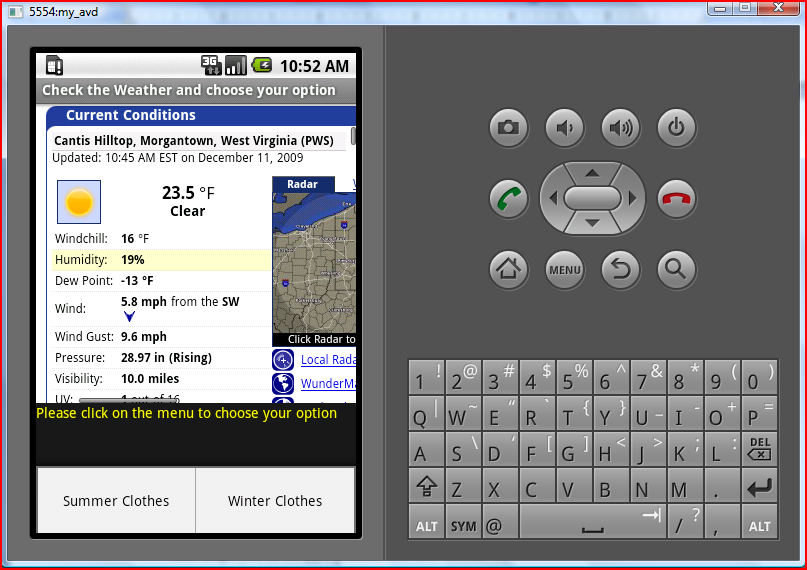 5554:my_avd
3G 10:52 AM
Check the Weather and choose your option
Current Conditions
Cantis Hilltop, Morgantown, West Virginia (PWS)
Updated: 10:45 AM EST on December 11, 2009
23.5 °F
Clear
Radar
Windchill: 16 °F
Humidity: 19%
Dew Point: -13 °F
Wind: 5.8 mph from the SW
Wind Gust: 9.6 mph
Click Radar to
Pressure: 28.97 in (Rising)
Local Rada
Visibility: 10.0 miles
WunderMa
UV: 1 out of 16
Please click on the menu to choose your option
Summer Clothes
Winter Clothes
MENU
1 ! 2 @ 3 # 4 $ 5 % 6 ^ 7 & 8 * 9 ( 0 )
Q | W ~ E “ R ` T { Y } U _ I - O + P =
A S \ D ‘ F [ G ] H < J > K ; L : DEL
Z X C V B N M .
ALT SYM @ / ? , ALT